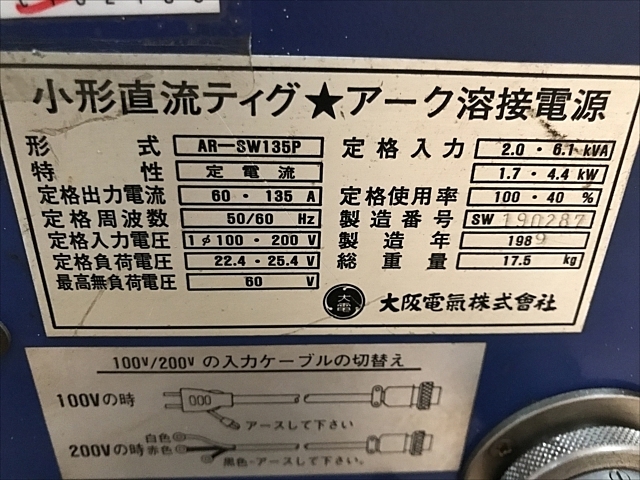 小形直流ティグ★アーク溶接電源
形式 AR-SW135P 定格入力 2.0・6.1 kVA
特性 定電流 1.7・4.4 kW
定格出力電流 60・135 A 定格使用率 100・40 %
定格周波数 50/60 Hz 製造番号 SW 190287
定格入力電圧 1φ100・200 V 製造年 1989
定格負荷電圧 22.4・25.4 V 総重量 17.5 kg
最高無負荷電圧 60 V
大電 大阪電氣株式會社
100V/200V の入力ケーブルの切替え
100Vの時
アースして下さい
200Vの時 白色 赤色
黒色-アースして下さい。